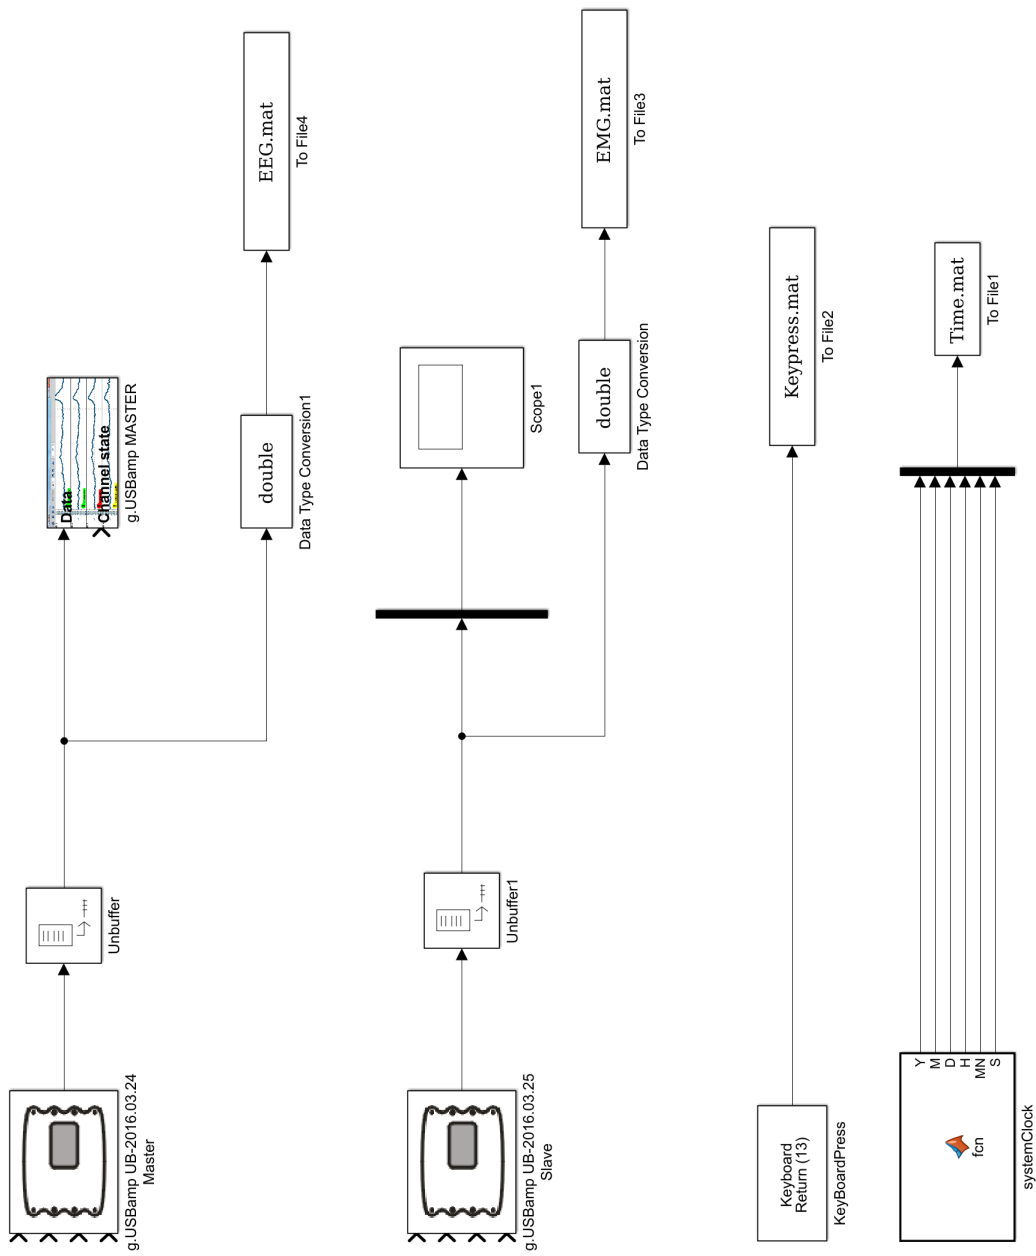 g.USBamp UB-2016.03.24
Master
Unbuffer
Data
Channel state
g.USBamp MASTER
double
Data Type Conversion1
EEG.mat
To File4
g.USBamp UB-2016.03.25
Slave
Unbuffer1
Scope1
double
Data Type Conversion
EMG.mat
To File3
Keyboard
Return (13)
KeyBoardPress
Keypress.mat
To File2
fcn
Y
M
D
H
MN
S
systemClock
Time.mat
To File1